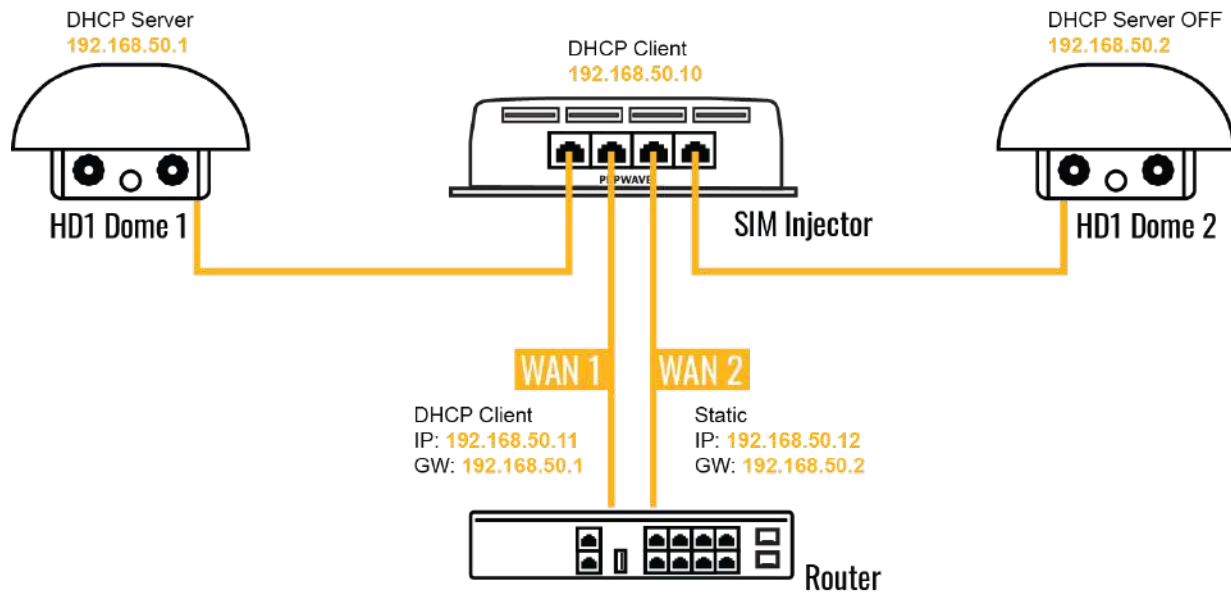 DHCP Server
192.168.50.1
DHCP Client
192.168.50.10
DHCP Server OFF
192.168.50.2
PEPWAVE
HD1 Dome 1
SIM Injector
HD1 Dome 2
WAN 1
WAN 2
DHCP Client
IP: 192.168.50.11
GW: 192.168.50.1
Static
IP: 192.168.50.12
GW: 192.168.50.2
Router